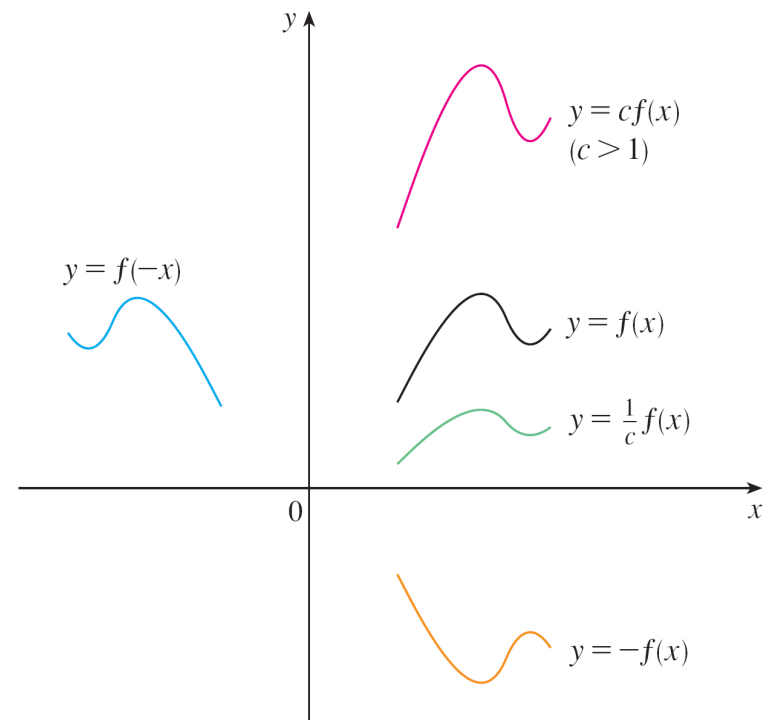 y
y = cf(x)
(c > 1)
y = f(−x)
y = f(x)
y = 1/c f(x)
0
x
y = −f(x)